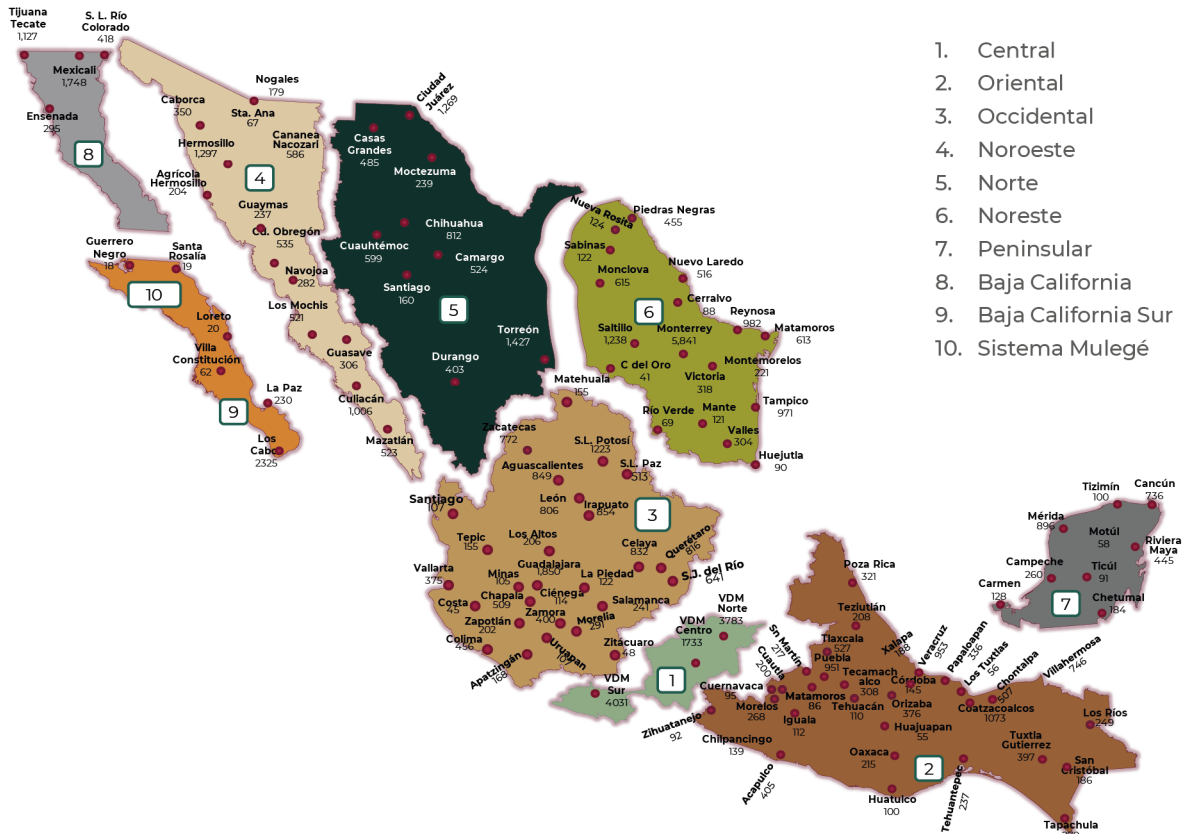 Tijuana
Tecate
1,127
S. L. Río
Colorado
418
Mexicali
1,748
Ensenada
295
8
Nogales
179
Caborca
350
Sta. Ana
67
Cananea
Nacozari
586
Hermosillo
1,297
4
Agrícola
Hermosillo
204
Guaymas
237
Cd. Obregón
535
Navojoa
282
Los Mochis
521
Guasave
306
Culiacán
1,006
Mazatlán
523
Guerrero
Negro
18
Santa
Rosalía
19
10
Loreto
20
Villa
Constitución
62
La Paz
230
9
Los
Cabo
2325
Ciudad
Juárez
1,269
Casas
Grandes
485
Moctezuma
239
Chihuahua
812
Cuauhtémoc
599
Camargo
524
Santiago
160
5
Torreón
1,427
Durango
403
Nueva Rosita
124
Piedras Negras
455
Sabinas
122
Monclova
615
Nuevo Laredo
516
Cerralvo
88
6
Reynosa
982
Matamoros
613
Saltillo
1,238
Monterrey
5,841
Montemorelos
221
C del Oro
41
Victoria
318
Tampico
971
Río Verde
69
Mante
121
Valles
304
Huejutla
90
Matehuala
155
Zacatecas
772
S.L. Potosí
1223
Aguascalientes
849
S.L. Paz
513
León
806
Irapuato
854
3
Santiago
107
Tepic
155
Los Altos
206
Celaya
832
Querétaro
816
Vallarta
375
Minas
105
Guadalajara
1,850
La Piedad
122
S.J. del Río
641
Costa
45
Chapala
509
Ciénega
114
Salamanca
241
Zapotlán
202
Zamora
400
Morelia
291
Colima
456
Uruapan
Zitácuaro
48
Apatzingán
168
VDM
Norte
3783
VDM
Centro
1733
1
VDM
Sur
4031
Poza Rica
321
Teziutlán
208
Sn Martín
217
Cuautla
200
Tlaxcala
527
Puebla
951
Xalapa
188
Veracruz
953
Papaloapan
336
Los Tuxtlas
56
Chontalpa
507
Villahermosa
746
Cuernavaca
95
Morelos
268
Matamoros
86
Tecamach
alco
308
Córdoba
145
Tehuacán
110
Orizaba
376
Coatzacoalcos
1073
Los Ríos
249
Zihuatanejo
92
Iguala
112
Huajuapan
55
Chilpancingo
139
Oaxaca
215
Tuxtla
Gutierrez
397
San
Cristóbal
186
2
Acapulco
405
Huatulco
100
Tehuantepec
237
Tapachula
Tizimín
100
Cancún
736
Mérida
896
Motúl
58
Riviera
Maya
445
Campeche
260
Ticúl
91
Carmen
128
7
Chetumal
184
1. Central
2. Oriental
3. Occidental
4. Noroeste
5. Norte
6. Noreste
7. Peninsular
8. Baja California
9. Baja California Sur
10. Sistema Mulegé